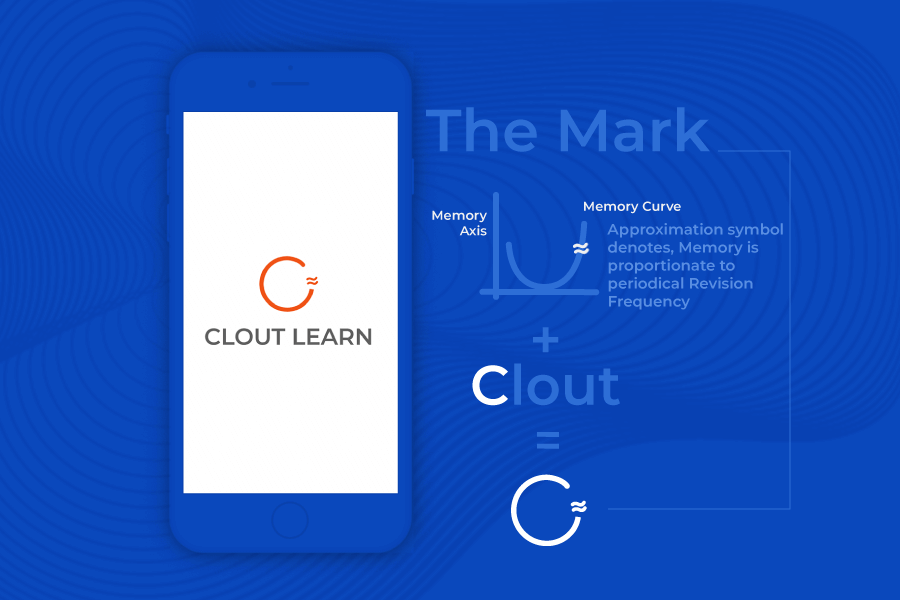 CLOUT LEARN
The Mark
Memory
Axis
Memory Curve
≈
Approximation symbol
denotes, Memory is
proportionate to
periodical Revision
Frequency
+
Clout
=